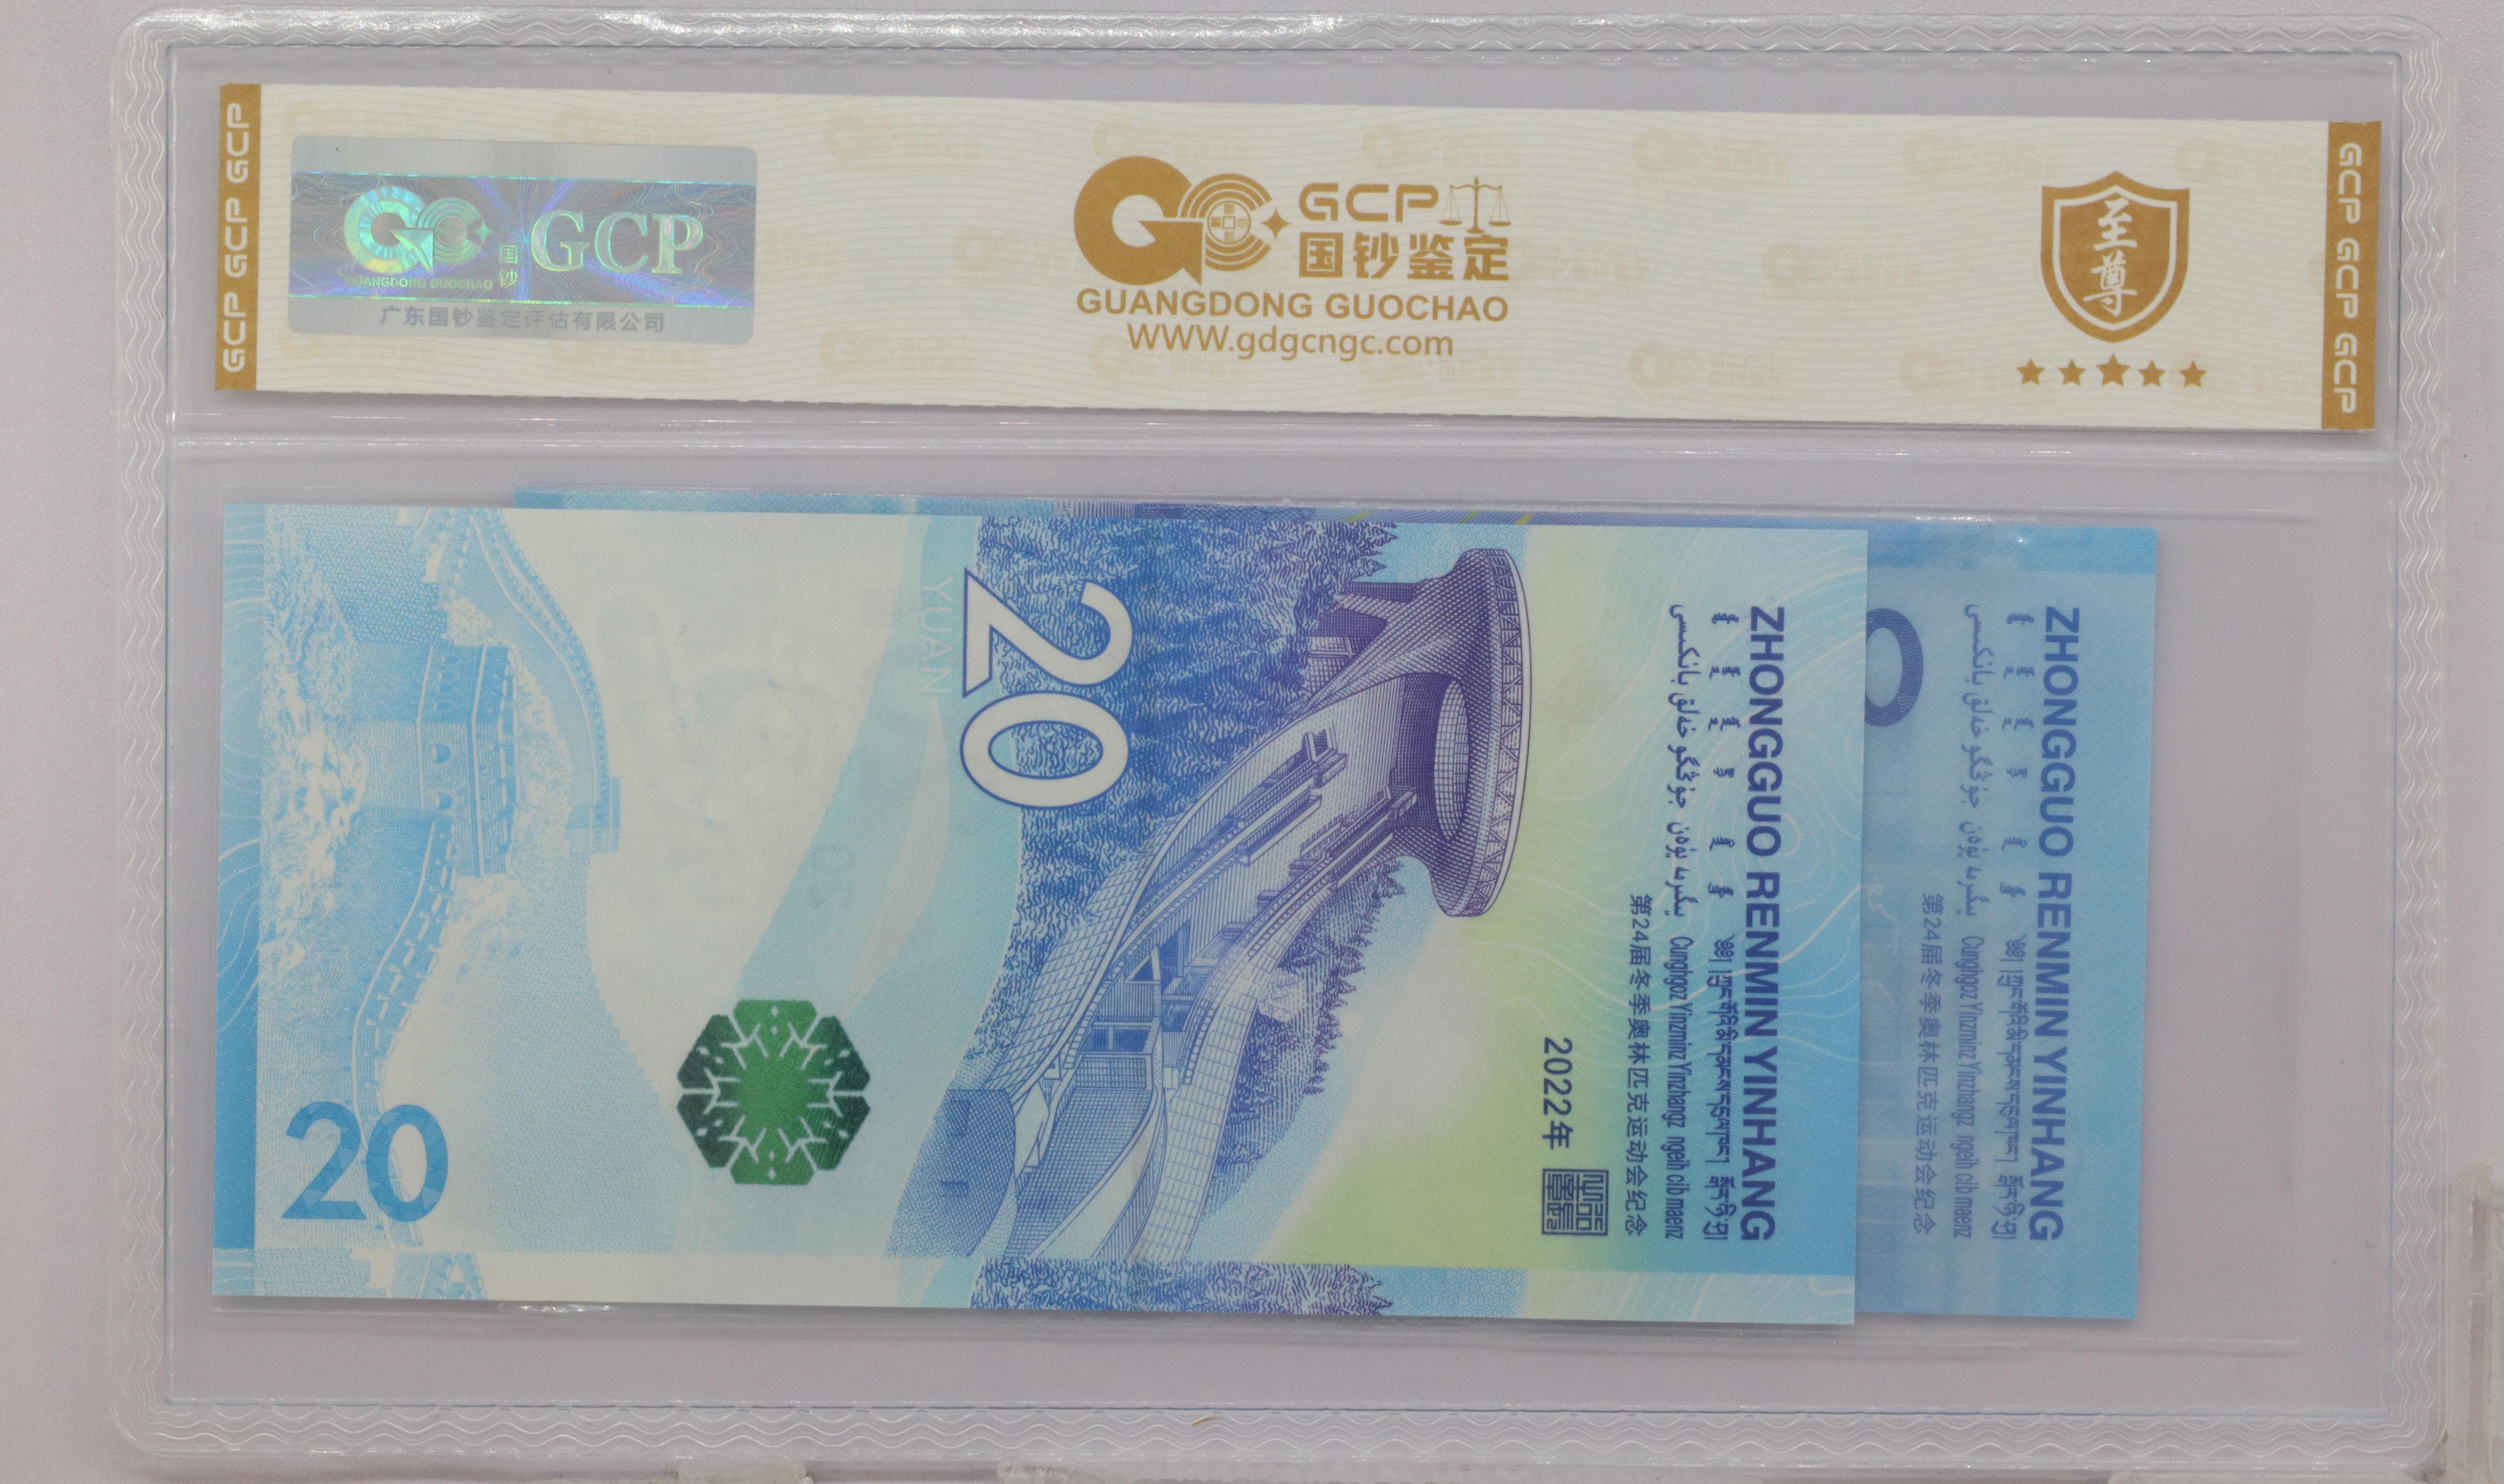 GCP GCP GCP
GCP
国钞
GUANGDONG GUOCHAO
广东国钞鉴定评估有限公司
GCP
国钞鉴定
GUANGDONG GUOCHAO
WWW.gdgcngc.com
至尊
GCP GCP GCP
ZHONGGUO RENMIN YINHANG
Cunghgoz Yinzminz Yinzhangz ngeih cib maenz
第24届冬季奥林匹克运动会纪念
2022年
20
YUAN
20
ZHONGGUO RENMIN YINHANG
Cunghgoz Yinzminz Yinzhangz ngeih cib maenz
第24届冬季奥林匹克运动会纪念
0